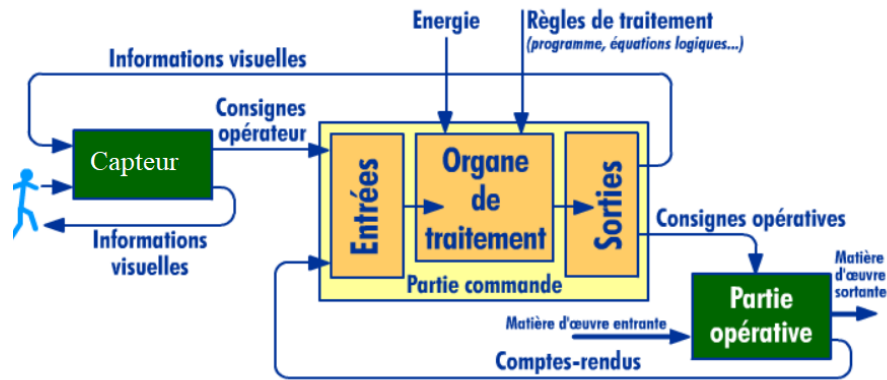 Energie
Règles de traitement
(programme, équations logiques...)
Informations visuelles
Consignes
opérateur
Capteur
Entrées
Organe
de
traitement
Sorties
Informations
visuelles
Consignes opératives
Partie commande
Matière
d'œuvre
sortante
Partie
opérative
Matière d'œuvre entrante
Comptes-rendus